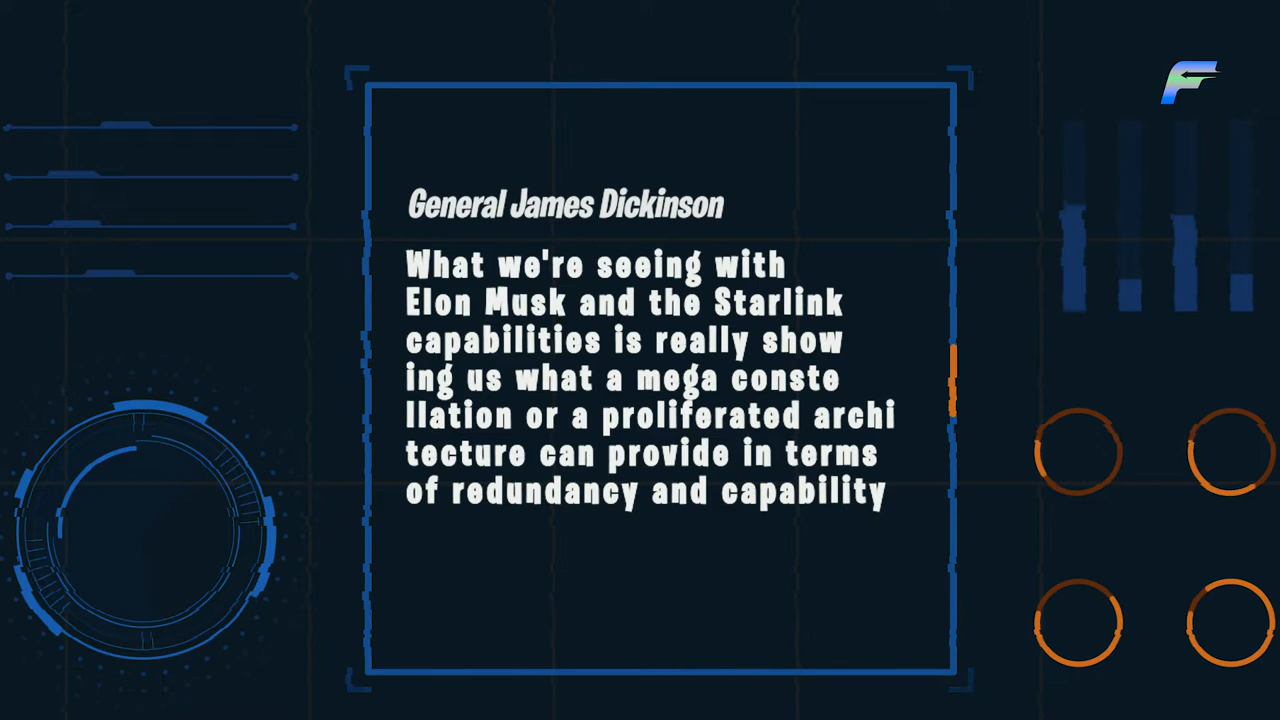 General James Dickinson
What we're seeing with
Elon Musk and the Starlink
capabilities is really show
ing us what a mega conste
llation or a proliferated archi
tecture can provide in terms
of redundancy and capability